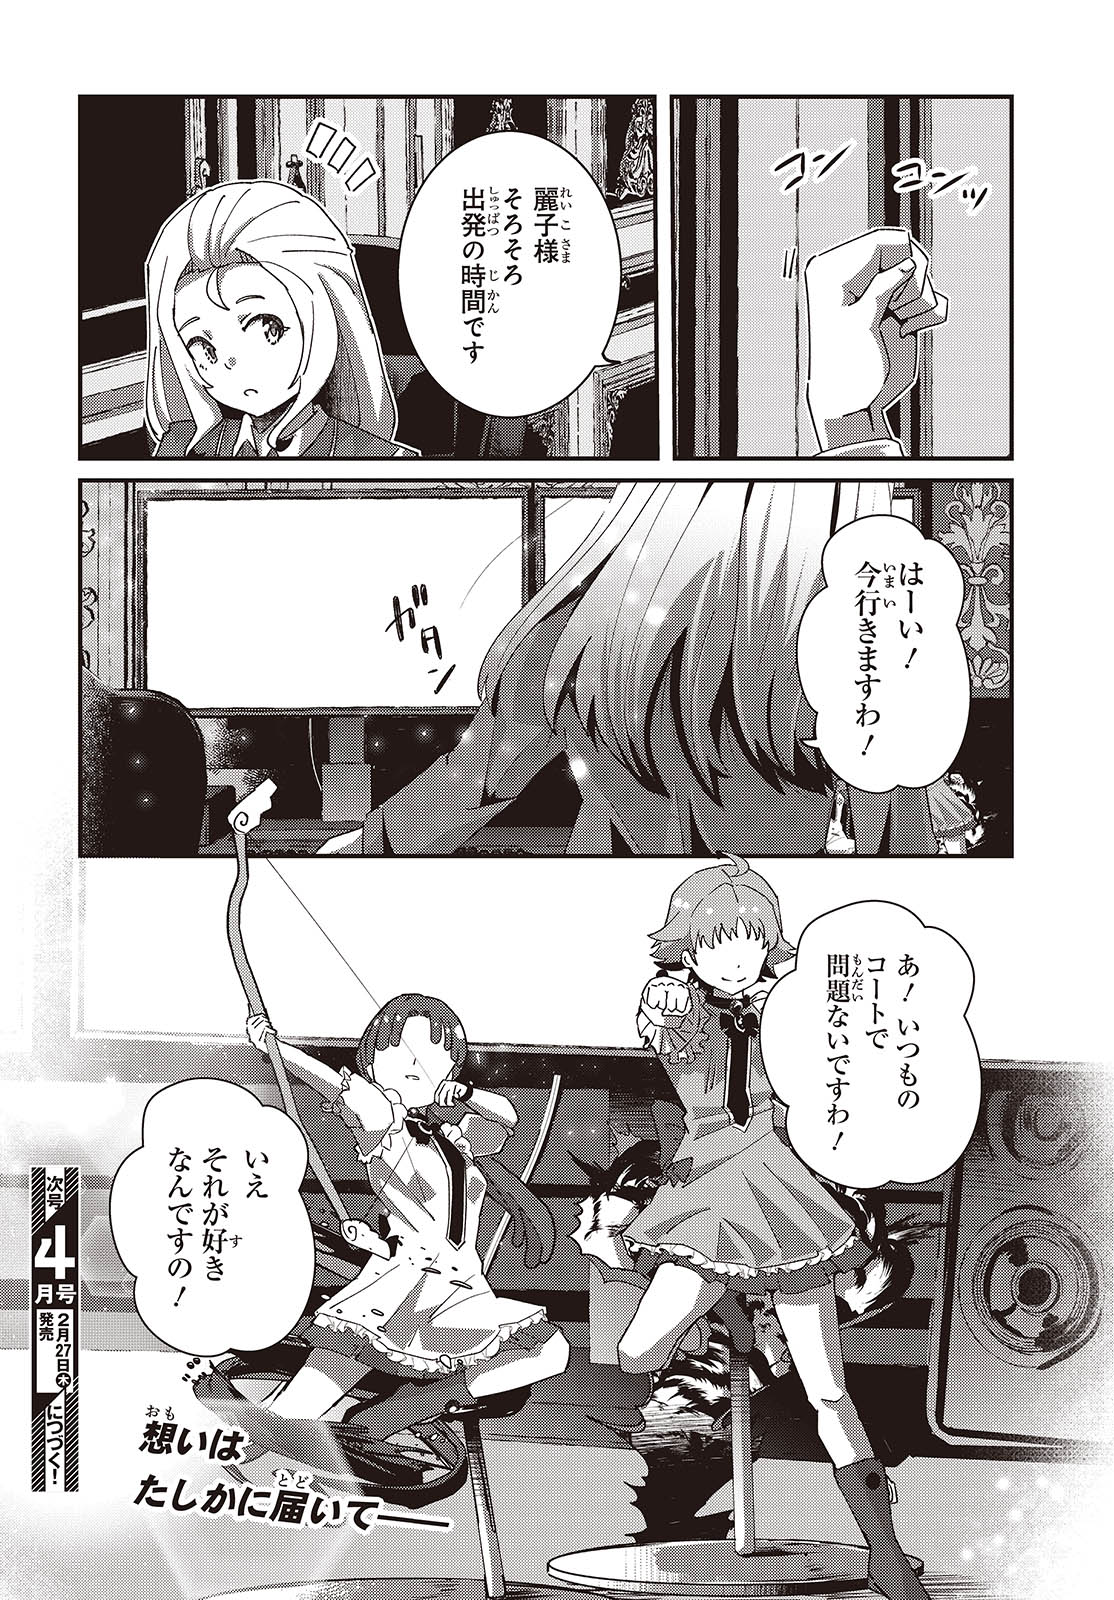 コン
コンッ
麗子様
そろそろ
出発の時間です
はーい！
今行きますわ！
ガタンッ
あ！いつもの
コートで
問題ないですわ！
いえ
それが好き
なんですの！
想いは
たしかに届いて――
次号4月号
2月27日㊍発売
につづく！